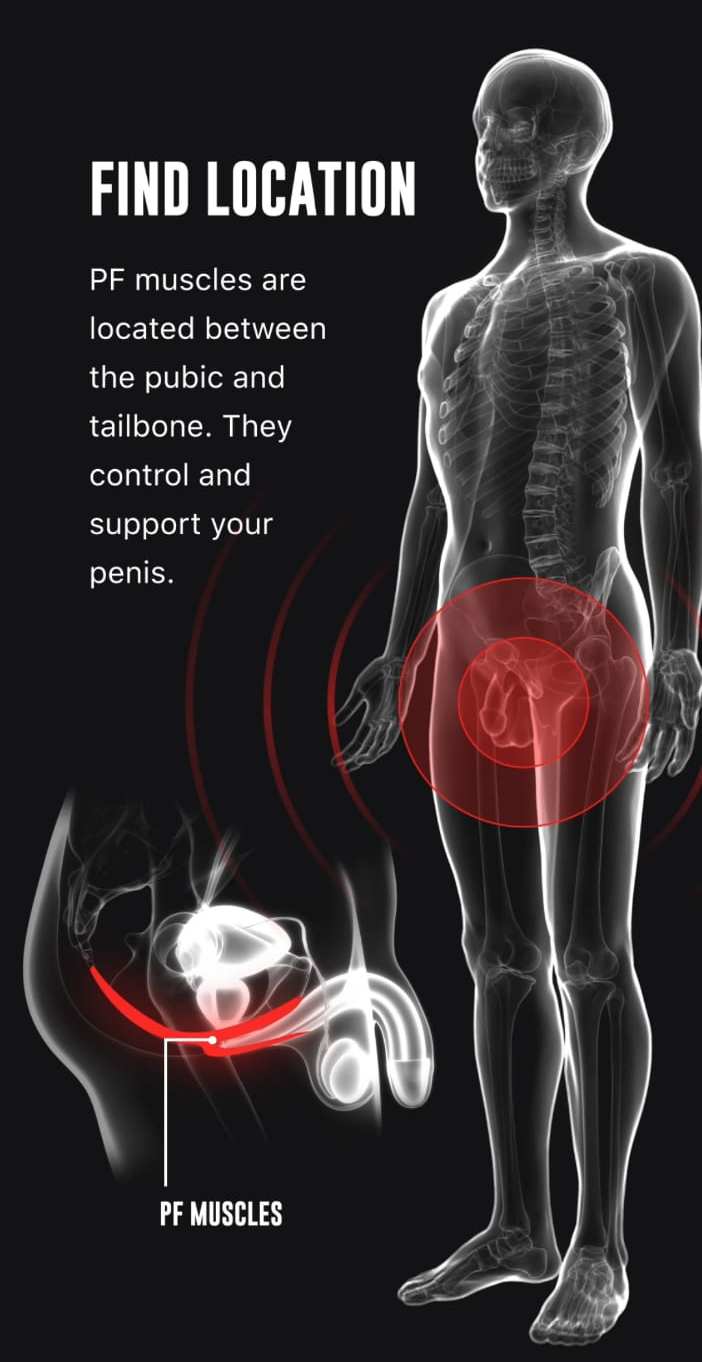 FIND LOCATION
PF muscles are
located between
the pubic and
tailbone. They
control and
support your
penis.
PF MUSCLES